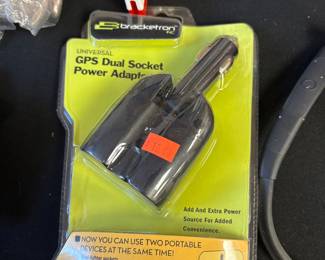 bracketron
UNIVERSAL
GPS Dual Socket
Power Adapter
Add And Extra Power
Source For Added
Convenience.
NOW YOU CAN USE TWO PORTABLE
DEVICES AT THE SAME TIME!